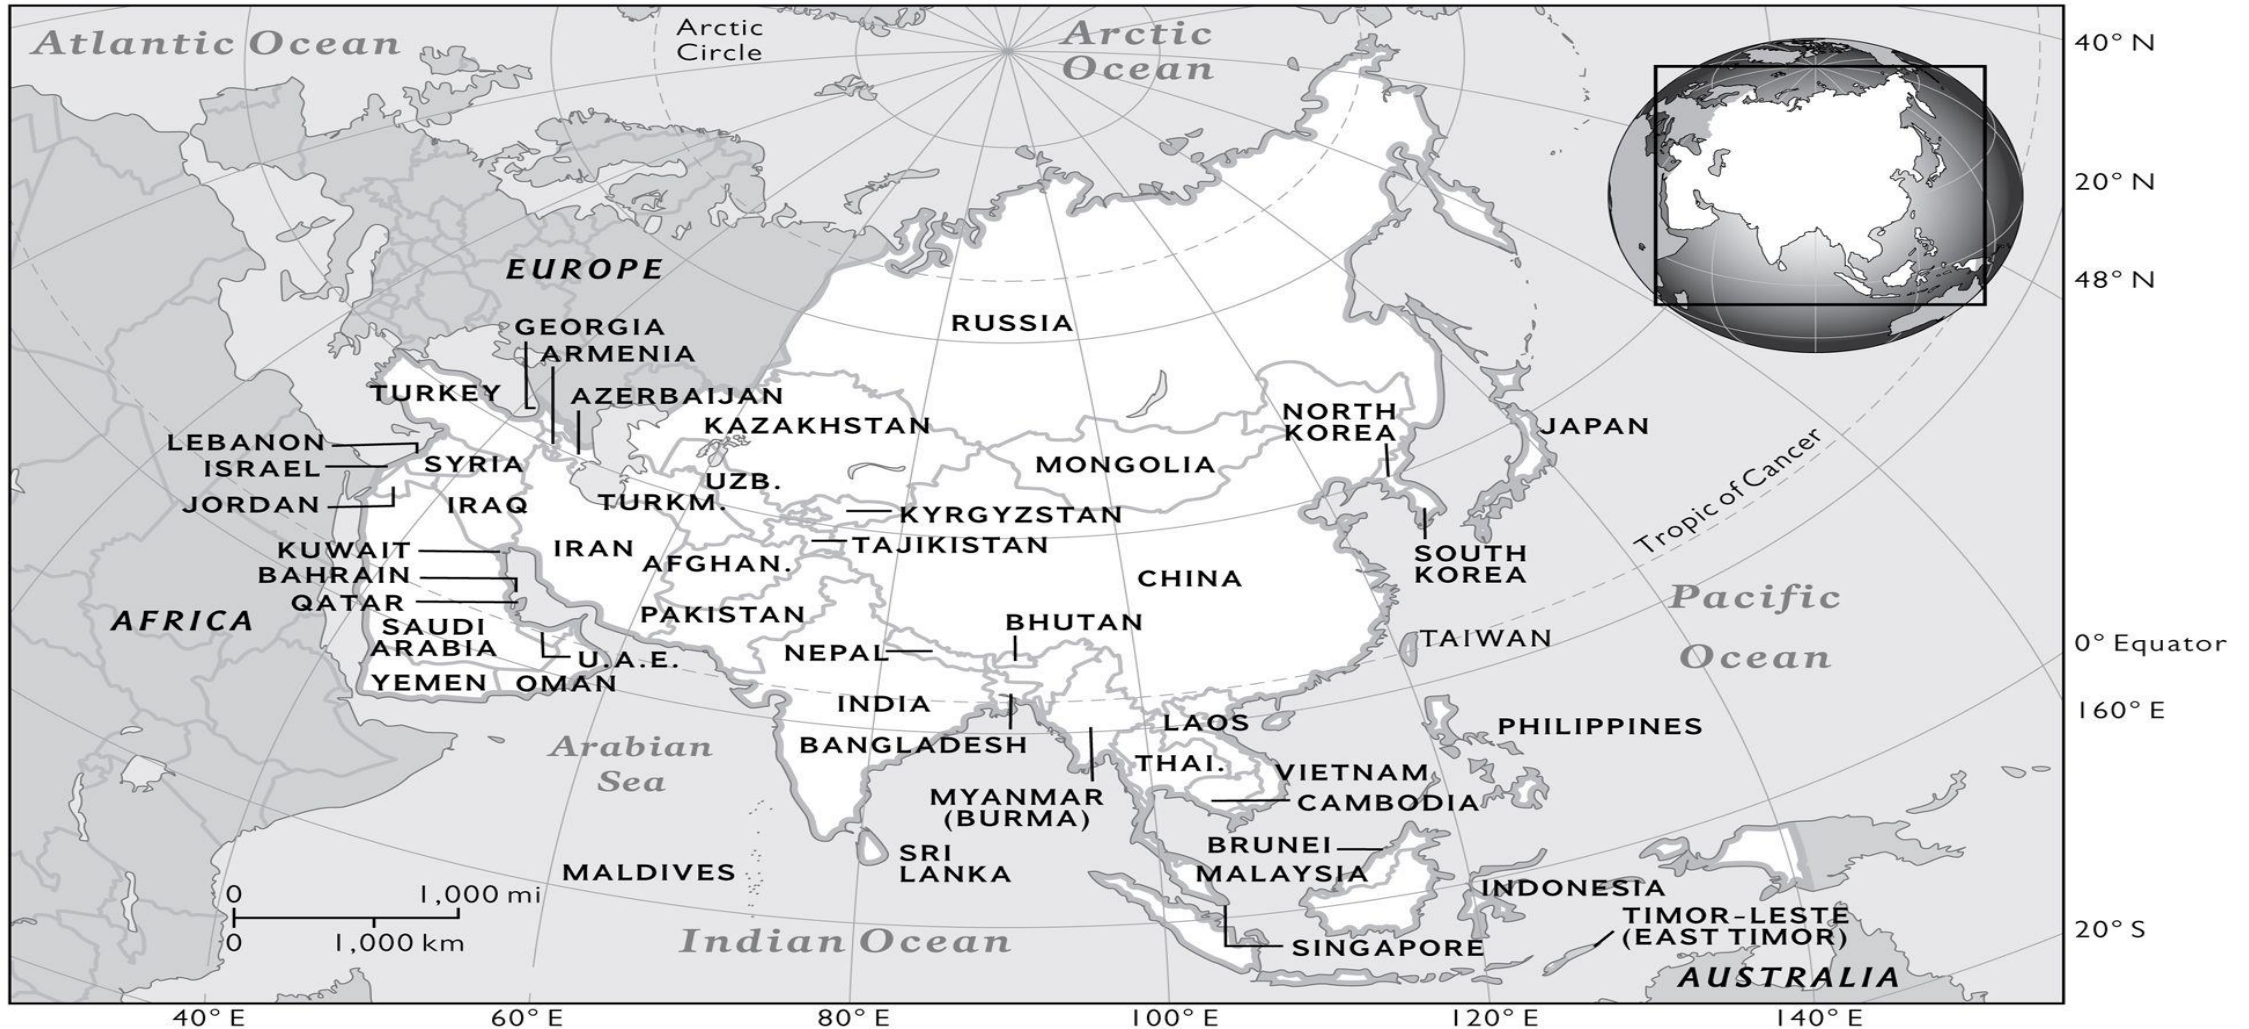 Atlantic Ocean
Arctic
Circle
Arctic
Ocean
40° N
20° N
48° N
EUROPE
RUSSIA
GEORGIA
ARMENIA
AZERBAIJAN
TURKEY
KAZAKHSTAN
NORTH
KOREA
JAPAN
LEBANON
ISRAEL
SYRIA
MONGOLIA
UZB.
JORDAN
IRAQ
TURKM.
KYRGYZSTAN
TAJIKISTAN
Tropic of Cancer
KUWAIT
BAHRAIN
QATAR
IRAN
AFGHAN.
SOUTH
KOREA
CHINA
AFRICA
SAUDI
ARABIA
PAKISTAN
BHUTAN
Pacific
Ocean
TAIWAN
0° Equator
U.A.E.
NEPAL
YEMEN
OMAN
INDIA
LAOS
160° E
PHILIPPINES
Arabian
Sea
BANGLADESH
THAI.
VIETNAM
CAMBODIA
MYANMAR
(BURMA)
BRUNEI
MALAYSIA
SRI
LANKA
MALDIVES
INDONESIA
TIMOR–LESTE
(EAST TIMOR)
0 1,000 mi
0 1,000 km
Indian Ocean
SINGAPORE
20° S
AUSTRALIA
40° E
60° E
80° E
100° E
120° E
140° E